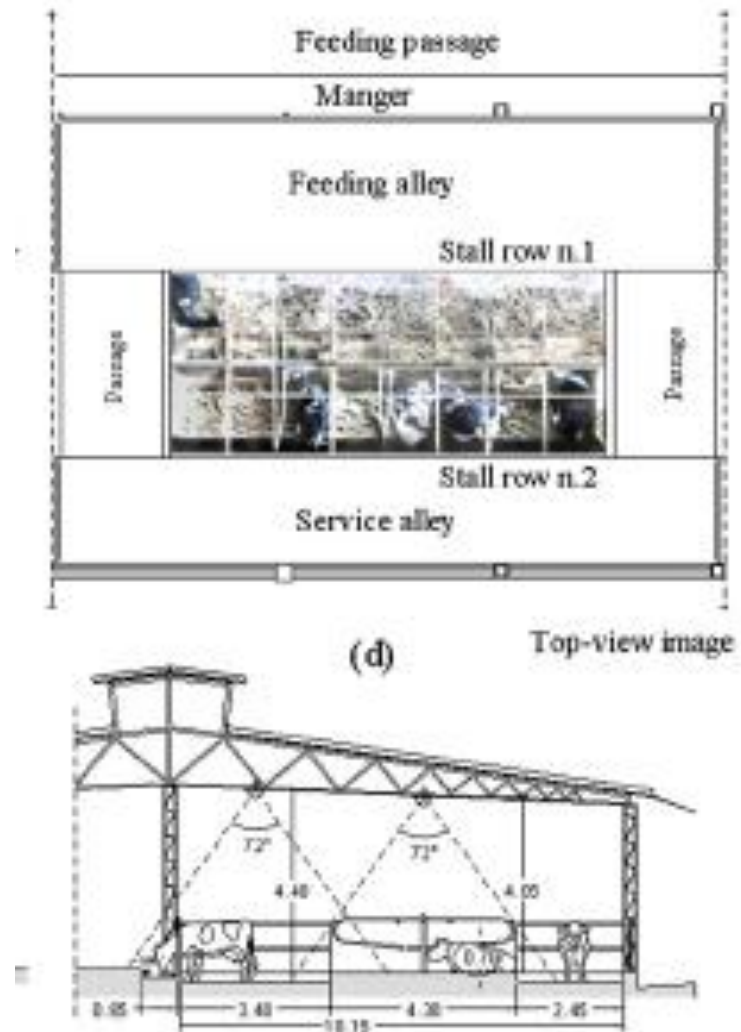 Feeding passage
Manger
Feeding alley
Stall row n.1
Passage
Passage
Stall row n.2
Service alley
(d)
Top-view image
72°
72°
4.40
4.05
0.70
0.85
3.40
4.30
2.45
10.15